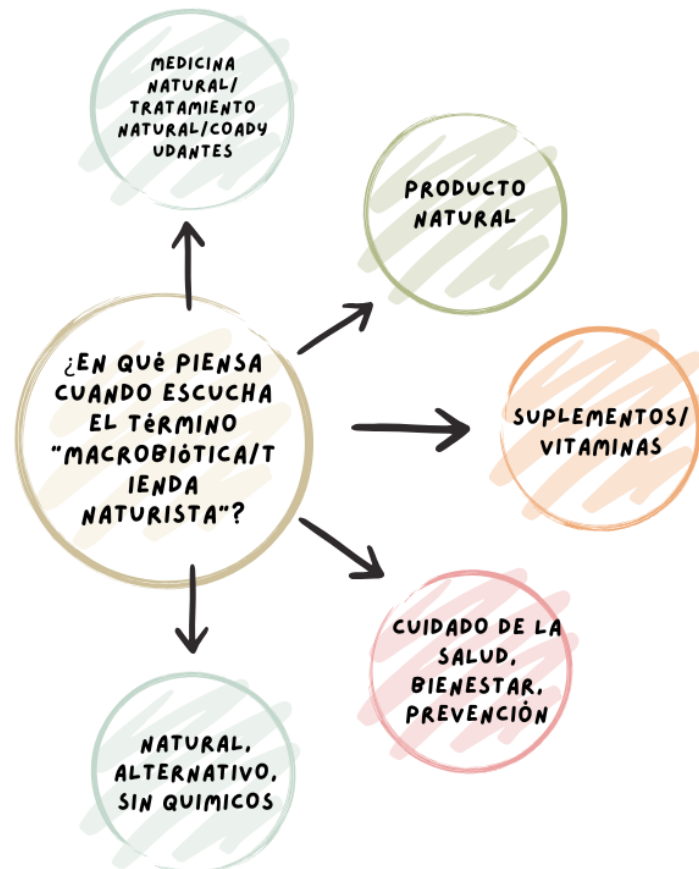 MEDICINA
NATURAL/
TRATAMIENTO
NATURAL/COADY
UDANTES
PRODUCTO
NATURAL
¿EN QUÉ PIENSA
CUANDO ESCUCHA
EL TÉRMINO
"MACROBIÓTICA/T
IENDA
NATURISTA"?
SUPLEMENTOS/
VITAMINAS
CUIDADO DE LA
SALUD,
BIENESTAR,
PREVENCIÓN
NATURAL,
ALTERNATIVO,
SIN QUIMICOS